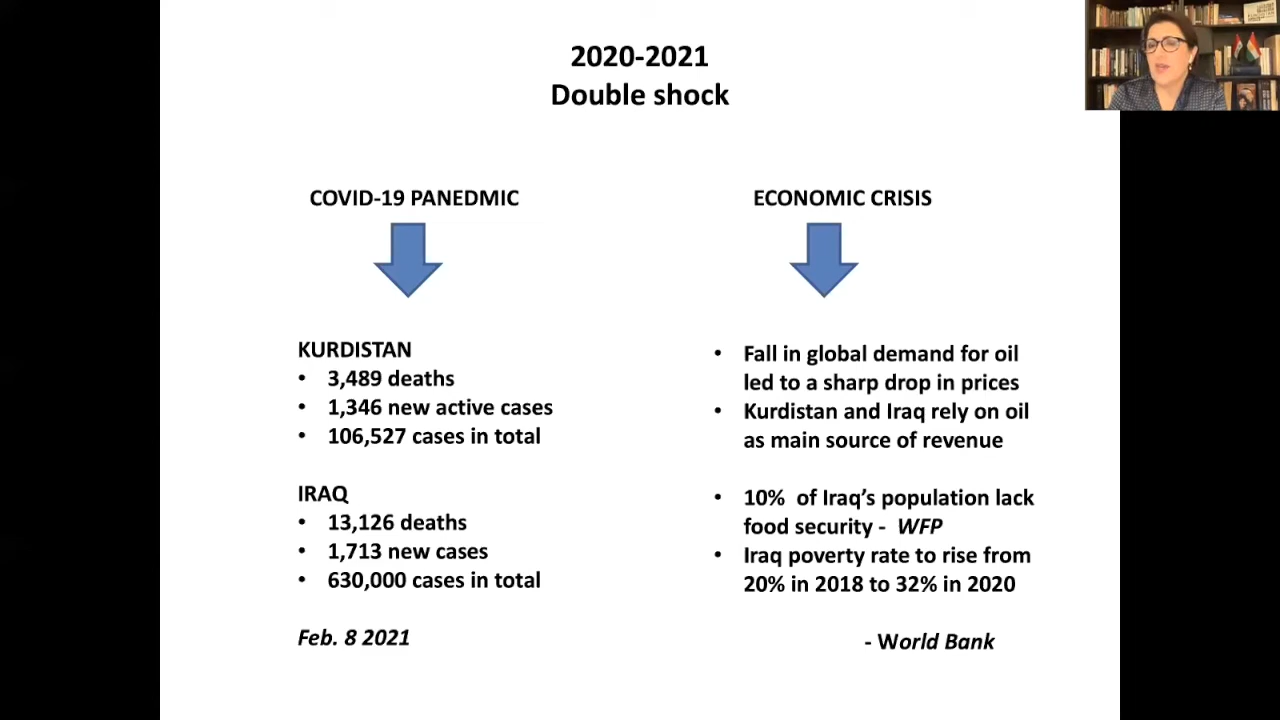 2020-2021
Double shock
COVID-19 PANEDMIC
KURDISTAN
• 3,489 deaths
• 1,346 new active cases
• 106,527 cases in total
IRAQ
• 13,126 deaths
• 1,713 new cases
• 630,000 cases in total
Feb. 8 2021
ECONOMIC CRISIS
• Fall in global demand for oil
led to a sharp drop in prices
• Kurdistan and Iraq rely on oil
as main source of revenue
• 10% of Iraq’s population lack
food security - WFP
• Iraq poverty rate to rise from
20% in 2018 to 32% in 2020
- World Bank